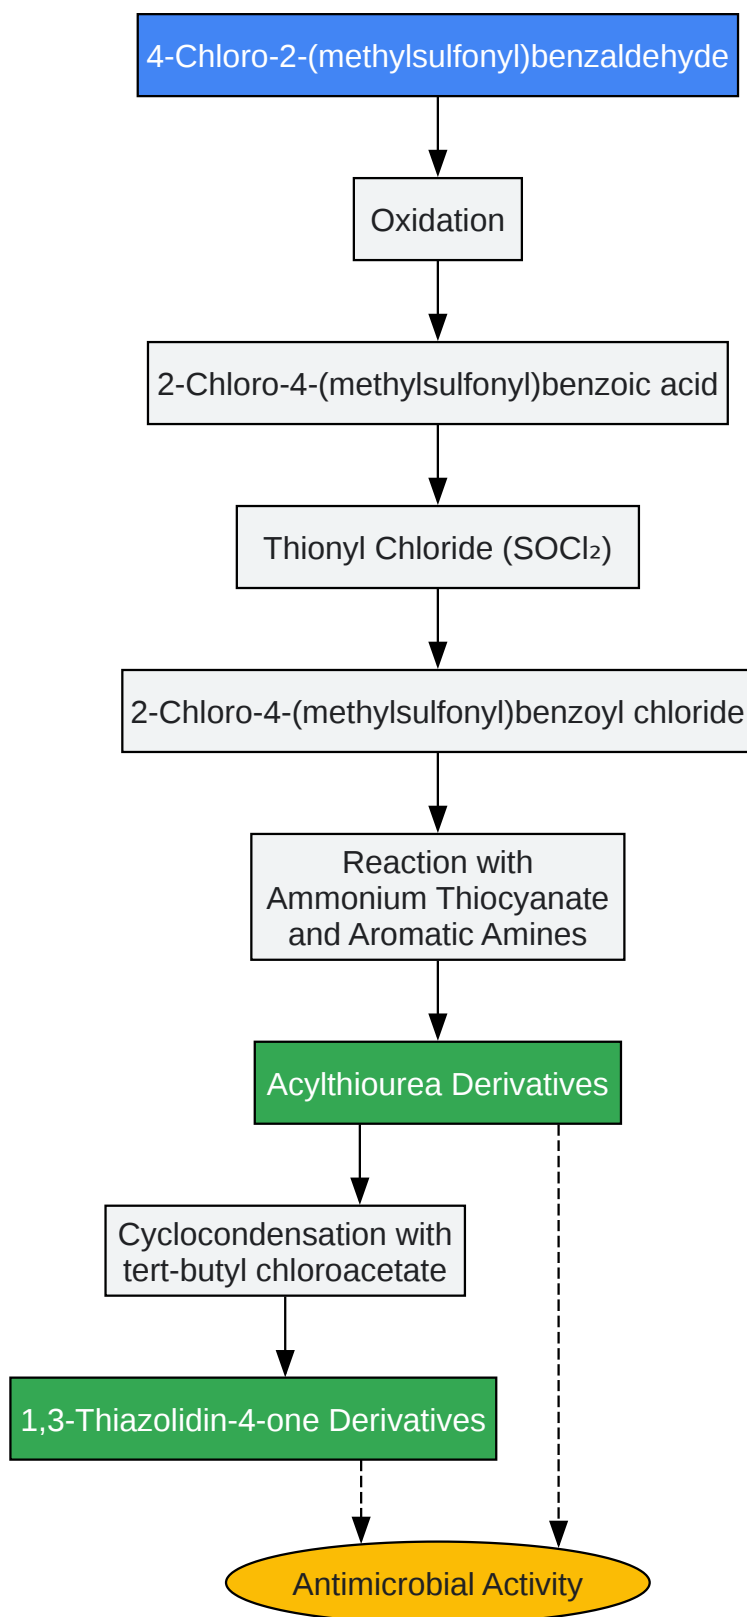 4-Chloro-2-(methylsulfonyl)benzaldehyde
Oxidation
2-Chloro-4-(methylsulfonyl)benzoic acid
Thionyl Chloride (SOCl₂)
2-Chloro-4-(methylsulfonyl)benzoyl chloride
Reaction with
Ammonium Thiocyanate
and Aromatic Amines
Acylthiourea Derivatives
Cyclocondensation with
tert-butyl chloroacetate
1,3-Thiazolidin-4-one Derivatives
Antimicrobial Activity